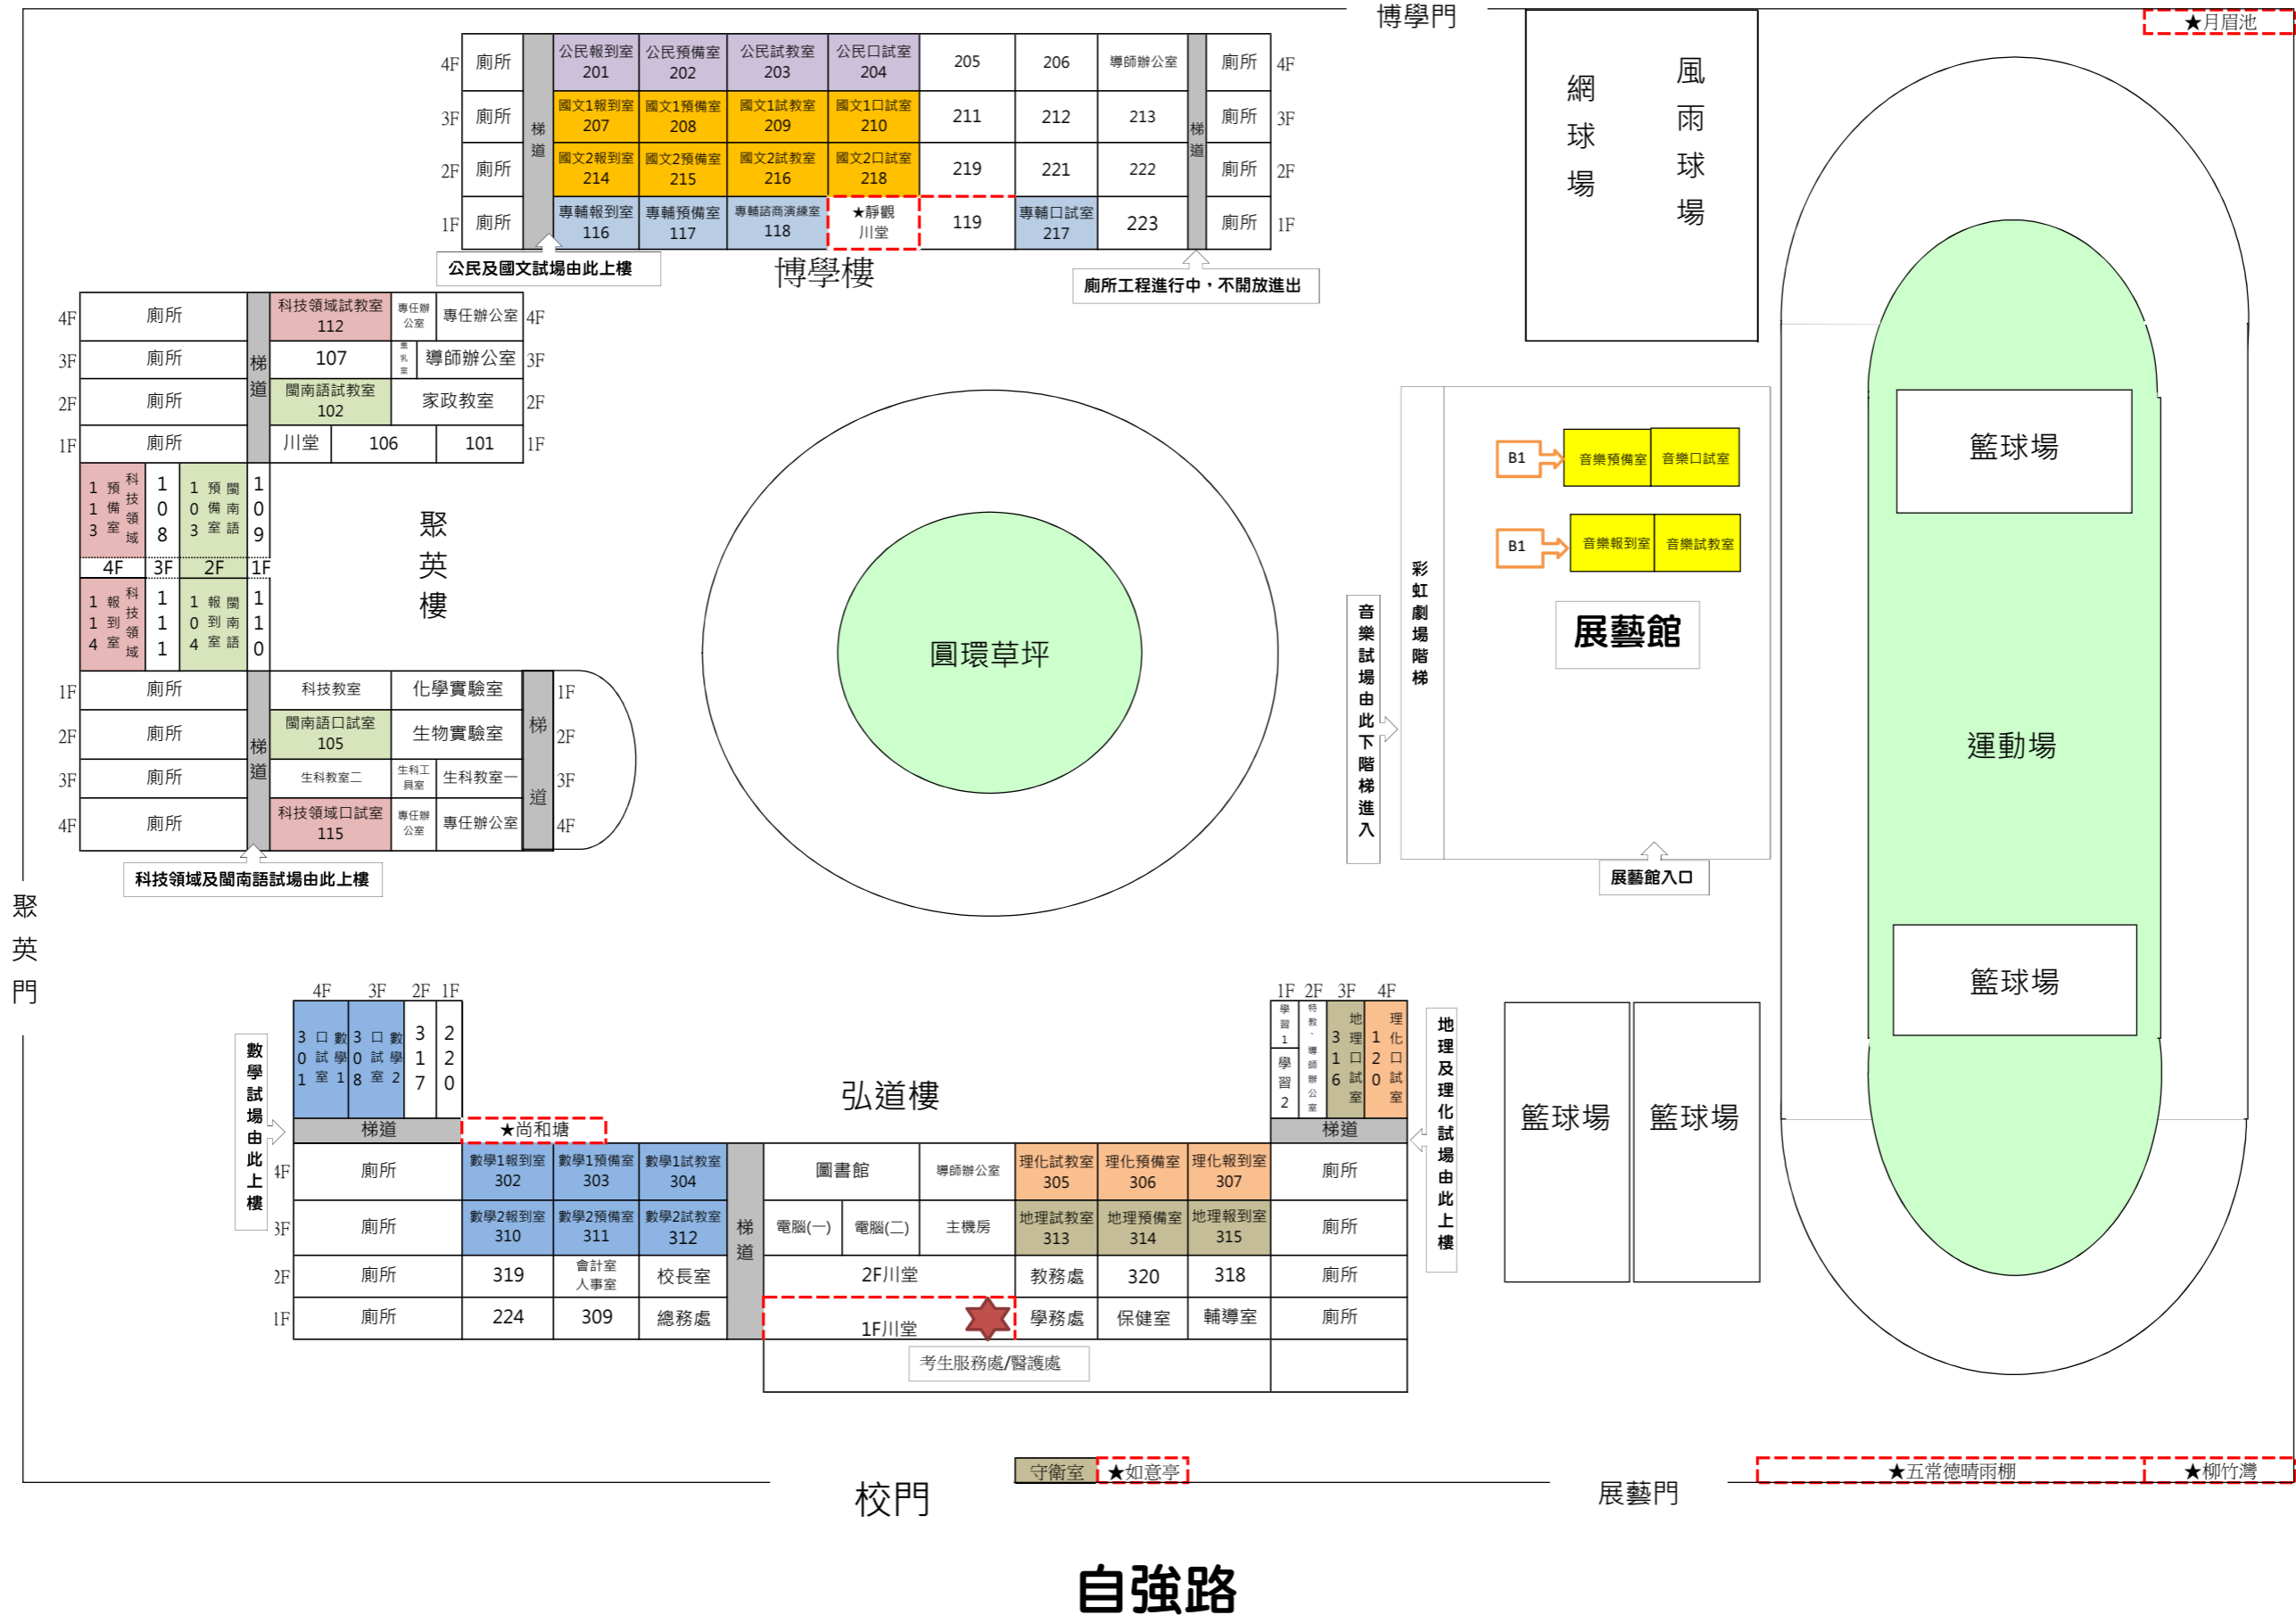 博學門
★月眉池
網球場
風雨球場
4F 廁所 公民報到室 201 公民預備室 202 公民試教室 203 公民口試室 204 205 206 導師辦公室 廁所 4F
3F 廁所 國文1報到室 207 國文1預備室 208 國文1試教室 209 國文1口試室 210 211 212 213 廁所 3F
梯道
梯道
2F 廁所 國文2報到室 214 國文2預備室 215 國文2試教室 216 國文2口試室 218 219 221 222 廁所 2F
1F 廁所 專輔報到室 116 專輔預備室 117 專輔諮商演練室 118 ★靜觀川堂 119 專輔口試室 217 223 廁所 1F
公民及國文試場由此上樓
博學樓
廁所工程進行中，不開放進出
4F 廁所 科技領域試教室 112 專任辦公室 專任辦公室 4F
3F 廁所 107 集乳室 導師辦公室 3F
梯道
2F 廁所 閩南語試教室 102 家政教室 2F
1F 廁所 川堂 106 101 1F
科技領域預備室 113
108
閩南語預備室 103
109
4F 3F 2F 1F
科技領域報到室 114
111
閩南語報到室 104
110
聚英樓
1F 廁所 科技教室 化學實驗室 1F
2F 廁所 閩南語口試室 105 生物實驗室 2F
梯道
梯道
3F 廁所 生科教室二 生科工具室 生科教室一 3F
4F 廁所 科技領域口試室 115 專任辦公室 專任辦公室 4F
科技領域及閩南語試場由此上樓
聚英門
圓環草坪
音樂試場由此下階梯進入
彩虹劇場階梯
B1 音樂預備室 音樂口試室
B1 音樂報到室 音樂試教室
展藝館
展藝館入口
籃球場
運動場
籃球場
籃球場
籃球場
4F 3F 2F 1F
數學1口試室 301
數學2口試室 308
317
220
數學試場由此上樓
梯道
★尚和塘
弘道樓
1F 2F 3F 4F
學習1
學習2
特教、導師辦公室
地理口試室 316
理化口試室 120
梯道
地理及理化試場由此上樓
4F 廁所 數學1報到室 302 數學1預備室 303 數學1試教室 304 圖書館 導師辦公室 理化試教室 305 理化預備室 306 理化報到室 307 廁所
3F 廁所 數學2報到室 310 數學2預備室 311 數學2試教室 312 電腦(一) 電腦(二) 主機房 地理試教室 313 地理預備室 314 地理報到室 315 廁所
梯道
2F 廁所 319 會計室人事室 校長室 2F川堂 教務處 320 318 廁所
1F 廁所 224 309 總務處 1F川堂 學務處 保健室 輔導室 廁所
考生服務處/醫護處
守衛室
★如意亭
★五常德晴雨棚
★柳竹灣
校門
展藝門
自強路